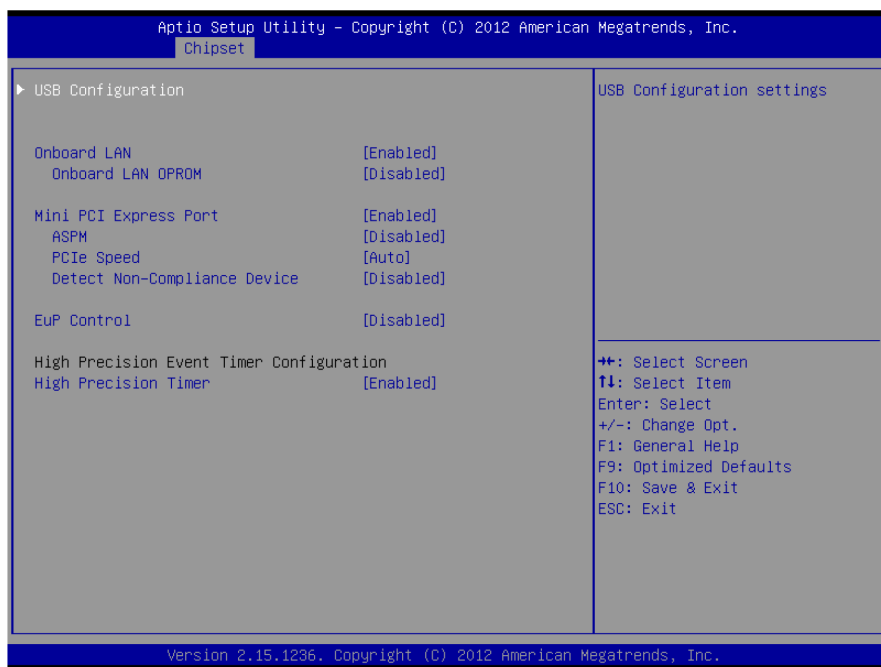 Aptio Setup Utility – Copyright (C) 2012 American Megatrends, Inc.
Chipset
USB Configuration
Onboard LAN [Enabled]
Onboard LAN OPROM [Disabled]
Mini PCI Express Port [Enabled]
ASPM [Disabled]
PCIe Speed [Auto]
Detect Non-Compliance Device [Disabled]
EuP Control [Disabled]
High Precision Event Timer Configuration
High Precision Timer [Enabled]
USB Configuration settings
→←: Select Screen
↑↓: Select Item
Enter: Select
+/-: Change Opt.
F1: General Help
F9: Optimized Defaults
F10: Save & Exit
ESC: Exit
Version 2.15.1236. Copyright (C) 2012 American Megatrends, Inc.